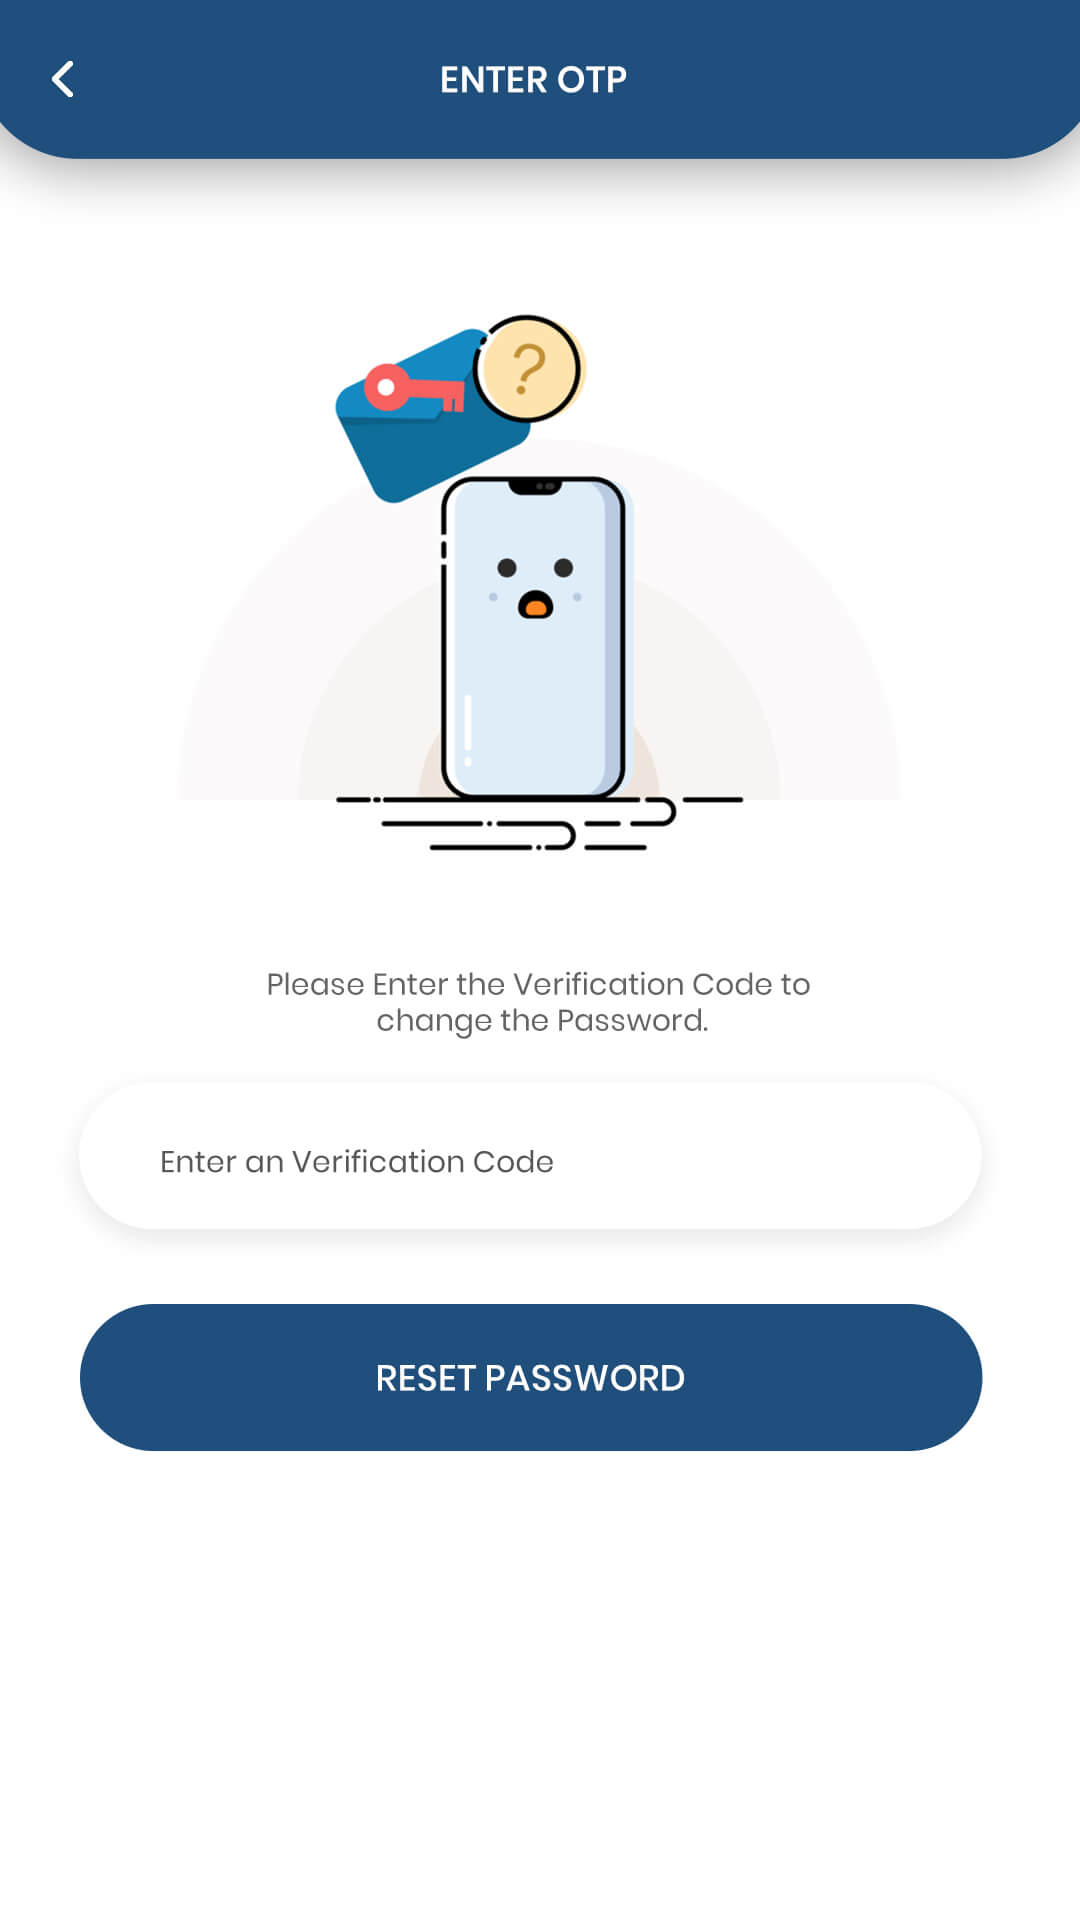 ENTER OTP
?
Please Enter the Verification Code to
change the Password.
Enter an Verification Code
RESET PASSWORD